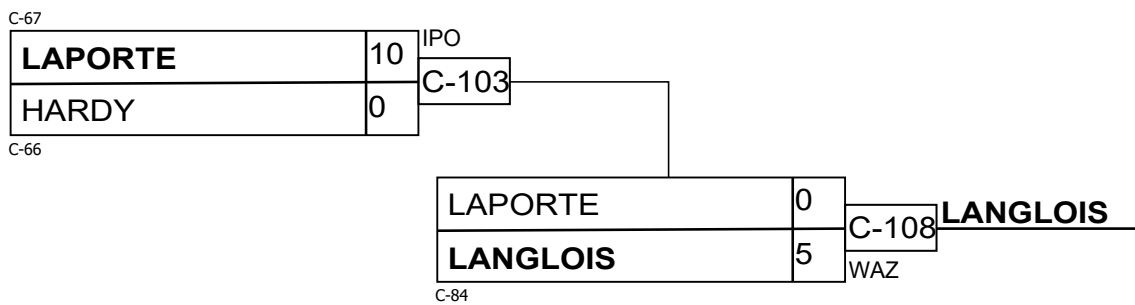 C-67
LAPORTE 10 IPO
C-103
HARDY 0
C-66
LAPORTE 0
C-108 LANGLOIS
LANGLOIS 5 WAZ
C-84